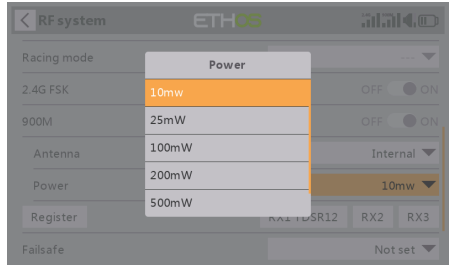 RF system
ETHOS
Racing mode
---
Power
2.4G FSK
OFF
ON
10mw
900M
OFF
ON
25mW
Antenna
Internal
100mW
Power
10mw
200mW
500mW
Register
RX1 TDSR12
RX2
RX3
Failsafe
Not set